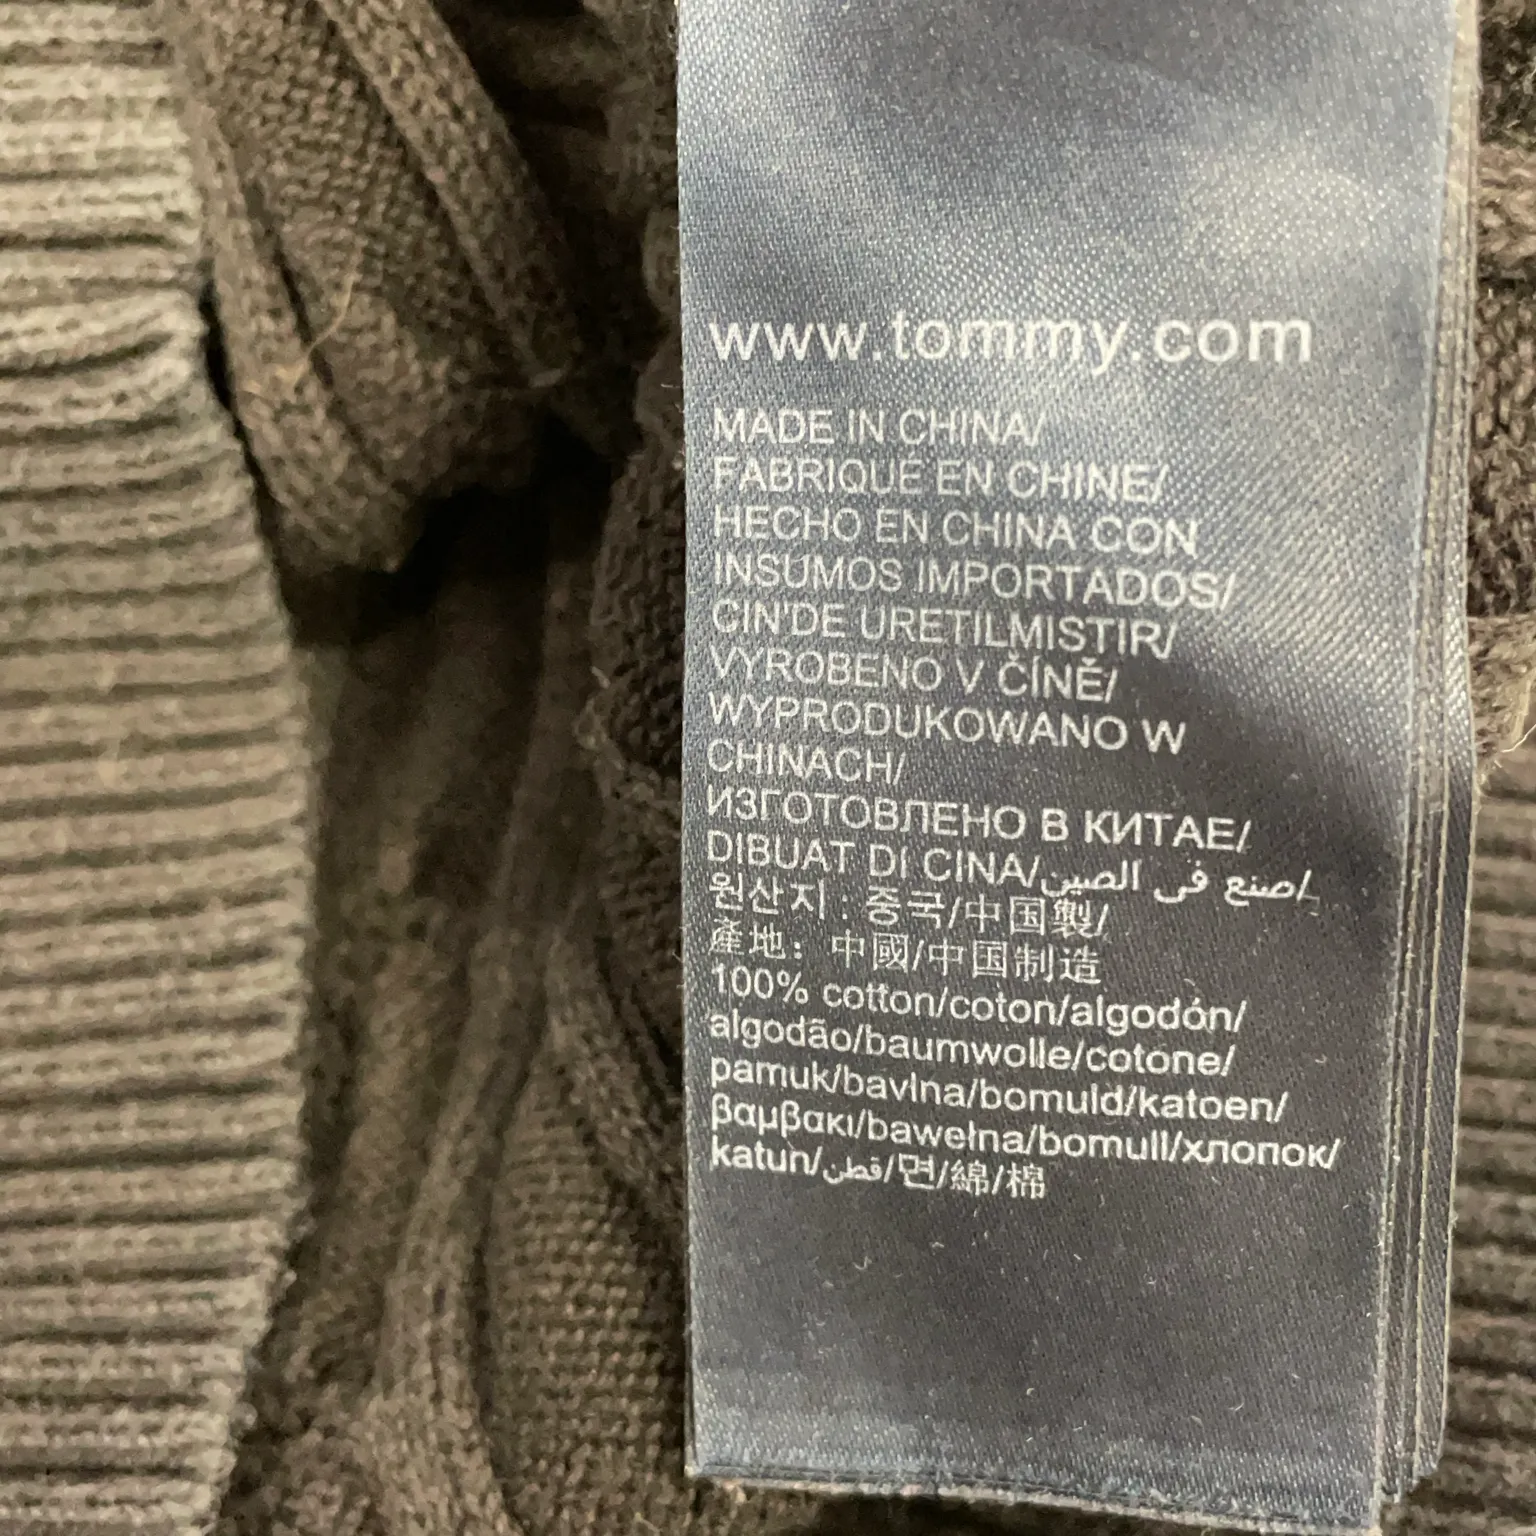 www.tommy.com
MADE IN CHINA/
FABRIQUE EN CHINE/
HECHO EN CHINA CON
INSUMOS IMPORTADOS/
CIN'DE URETILMISTIR/
VYROBENO V ČÍNĚ/
WYPRODUKOWANO W
CHINACH/
ИЗГОТОВЛЕНО В КИТАЕ/
DIBUAT DI CINA/صنع في الصين/
원산지 : 중국/中国製/
產地: 中國/中国制造
100% cotton/coton/algodón/
algodão/baumwolle/cotone/
pamuk/bavlna/bomuld/katoen/
βαμβακι/bawełna/bomull/хлопок/
katun/قطن/면/綿/棉